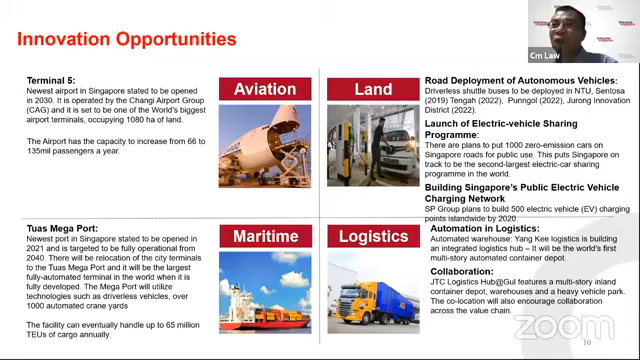 Innovation Opportunities
Cm Law
Terminal 5:
Newest airport in Singapore stated to be opened
in 2030. It is operated by the Changi Airport Group
(CAG) and it is set to be one of the World's biggest
airport terminals, occupying 1080 ha of land.
The Airport has the capacity to increase from 66 to
135mil passengers a year.
Aviation
Land
Road Deployment of Autonomous Vehicles:
Driverless shuttle buses to be deployed in NTU, Sentosa
(2019) Tengah (2022), Punngol (2022), Jurong Innovation
District (2022).
Launch of Electric-vehicle Sharing
Programme:
There are plans to put 1000 zero-emission cars on
Singapore roads for public use. This puts Singapore on
track to be the second-largest electric-car sharing
programme in the world.
Building Singapore's Public Electric Vehicle
Charging Network
SP Group plans to build 500 electric vehicle (EV) charging
points islandwide by 2020.
Tuas Mega Port:
Newest port in Singapore stated to be opened in
2021 and is targeted to be fully operational from
2040. There will be relocation of the city terminals
to the Tuas Mega Port and it will be the largest
fully-automated terminal in the world when it is
fully developed. The Mega Port will utilize
technologies such as driverless vehicles, over
1000 automated crane yards
The facility can eventually handle up to 65 million
TEUs of cargo annually.
Maritime
Logistics
Automation in Logistics:
Automated warehouse: Yang Kee logistics is building
an integrated logistics hub – It will be the world's first
multi-story automated container depot.
Collaboration:
JTC Logistics Hub@Gul features a multi-story inland
container depot, warehouses and a heavy vehicle park.
The co-location will also encourage collaboration
across the value chain.
zoom
10